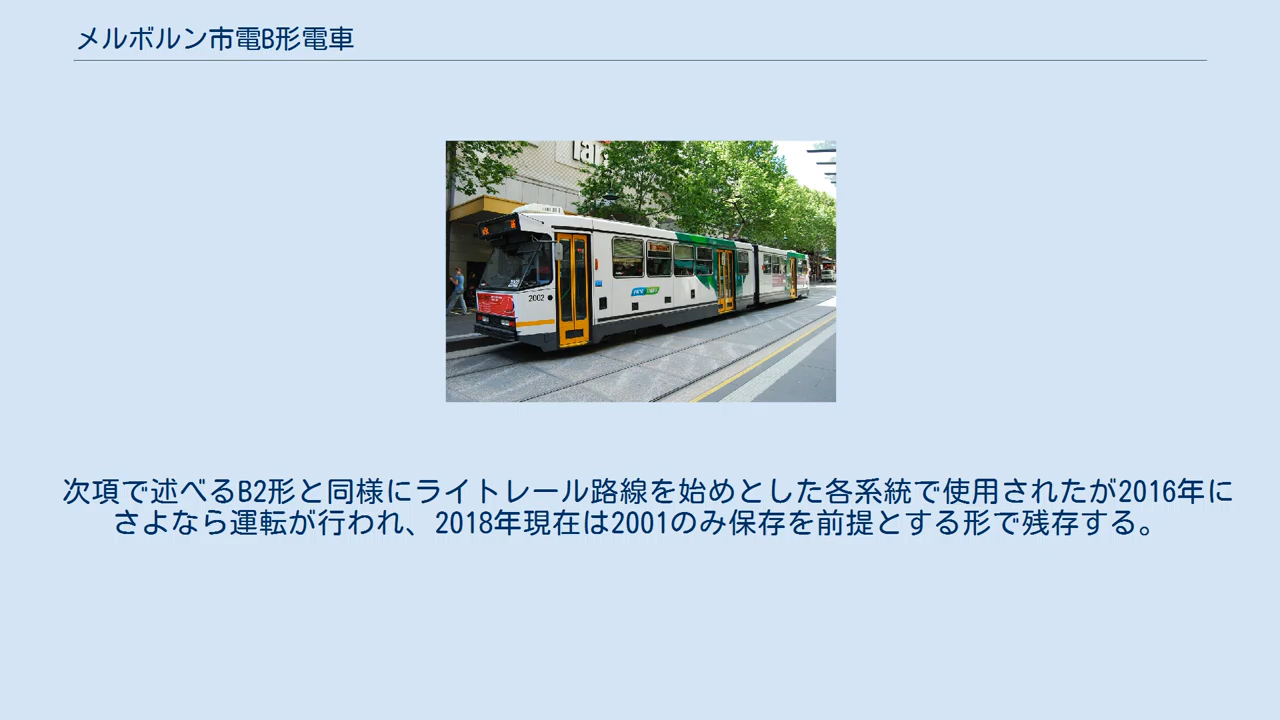 メルボルン市電B形電車
2002
次項で述べるB2形と同様にライトレール路線を始めとした各系統で使用されたが2016年に
さよなら運転が行われ、2018年現在は2001のみ保存を前提とする形で残存する。